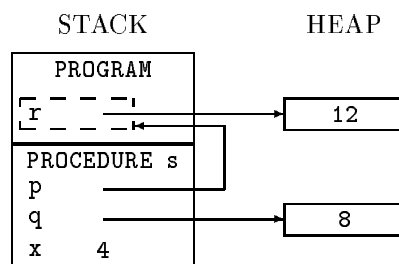 STACK HEAP
PROGRAM
r 12
PROCEDURE s
p
q 8
x 4